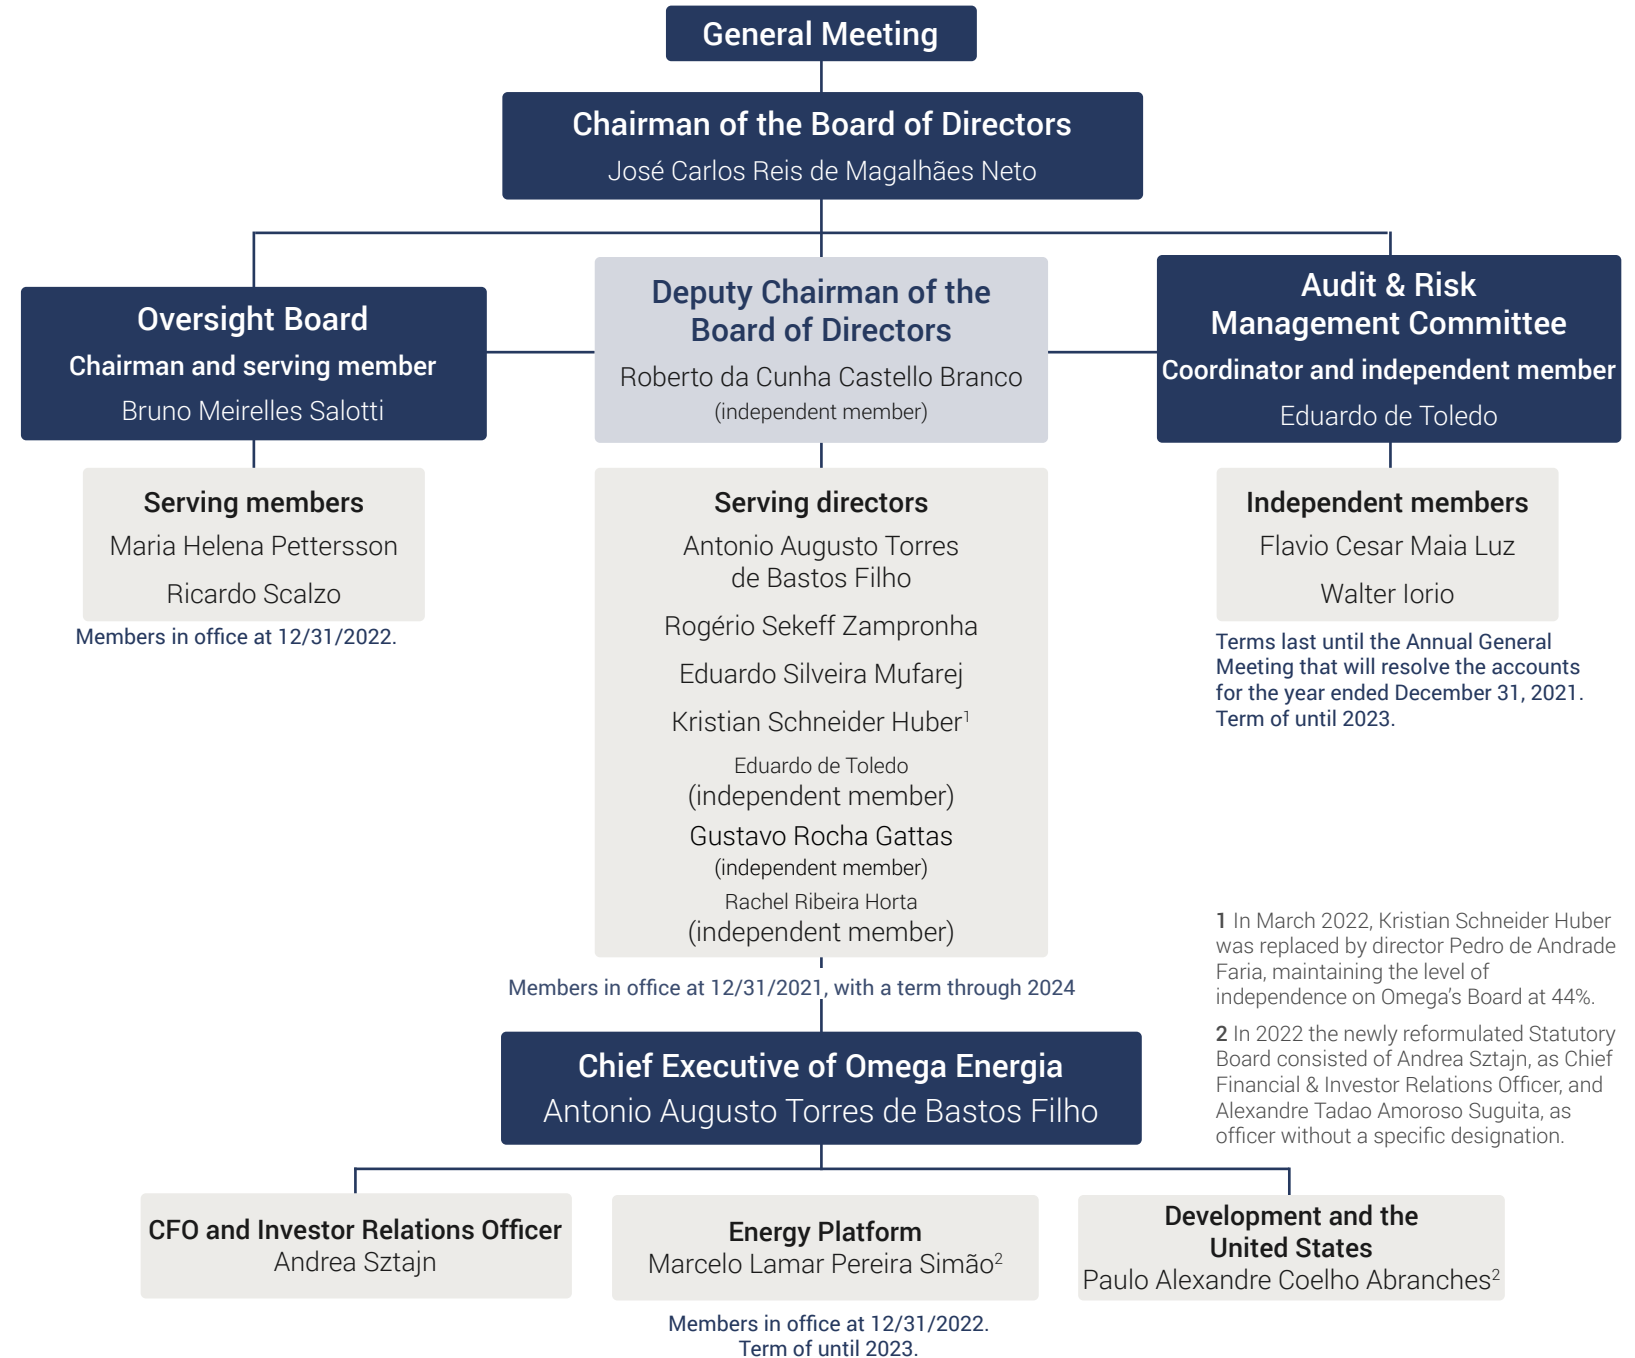 General Meeting
Chairman of the Board of Directors
José Carlos Reis de Magalhães Neto
Oversight Board
Chairman and serving member
Bruno Meirelles Salotti
Serving members
Maria Helena Pettersson
Ricardo Scalzo
Members in office at 12/31/2022.
Deputy Chairman of the
Board of Directors
Roberto da Cunha Castello Branco
(independent member)
Serving directors
Antonio Augusto Torres
de Bastos Filho
Rogério Sekeff Zampronha
Eduardo Silveira Mufarej
Kristian Schneider Huber¹
Eduardo de Toledo
(independent member)
Gustavo Rocha Gattas
(independent member)
Rachel Ribeira Horta
(independent member)
Members in office at 12/31/2021, with a term through 2024
Audit & Risk
Management Committee
Coordinator and independent member
Eduardo de Toledo
Independent members
Flavio Cesar Maia Luz
Walter Iorio
Terms last until the Annual General
Meeting that will resolve the accounts
for the year ended December 31, 2021.
Term of until 2023.
1 In March 2022, Kristian Schneider Huber
was replaced by director Pedro de Andrade
Faria, maintaining the level of
independence on Omega’s Board at 44%.
2 In 2022 the newly reformulated Statutory
Board consisted of Andrea Sztajn, as Chief
Financial & Investor Relations Officer, and
Alexandre Tadao Amoroso Suguita, as
officer without a specific designation.
Chief Executive of Omega Energia
Antonio Augusto Torres de Bastos Filho
CFO and Investor Relations Officer
Andrea Sztajn
Energy Platform
Marcelo Lamar Pereira Simão²
Development and the
United States
Paulo Alexandre Coelho Abranches²
Members in office at 12/31/2022.
Term of until 2023.